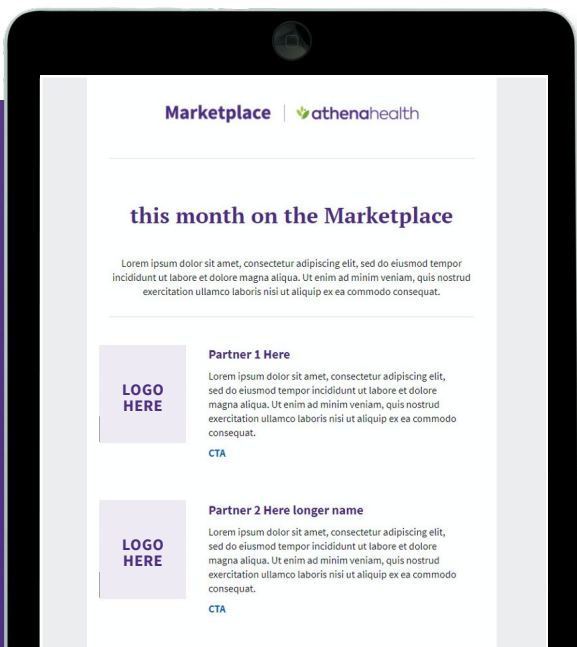 Marketplace | athenahealth
this month on the Marketplace
Lorem ipsum dolor sit amet, consectetur adipiscing elit, sed do eiusmod tempor
incididunt ut labore et dolore magna aliqua. Ut enim ad minim veniam, quis nostrud
exercitation ullamco laboris nisi ut aliquip ex ea commodo consequat.
LOGO
HERE
Partner 1 Here
Lorem ipsum dolor sit amet, consectetur adipiscing elit,
sed do eiusmod tempor incididunt ut labore et dolore
magna aliqua. Ut enim ad minim veniam, quis nostrud
exercitation ullamco laboris nisi ut aliquip ex ea commodo
consequat.
CTA
LOGO
HERE
Partner 2 Here longer name
Lorem ipsum dolor sit amet, consectetur adipiscing elit,
sed do eiusmod tempor incididunt ut labore et dolore
magna aliqua. Ut enim ad minim veniam, quis nostrud
exercitation ullamco laboris nisi ut aliquip ex ea commodo
consequat.
CTA